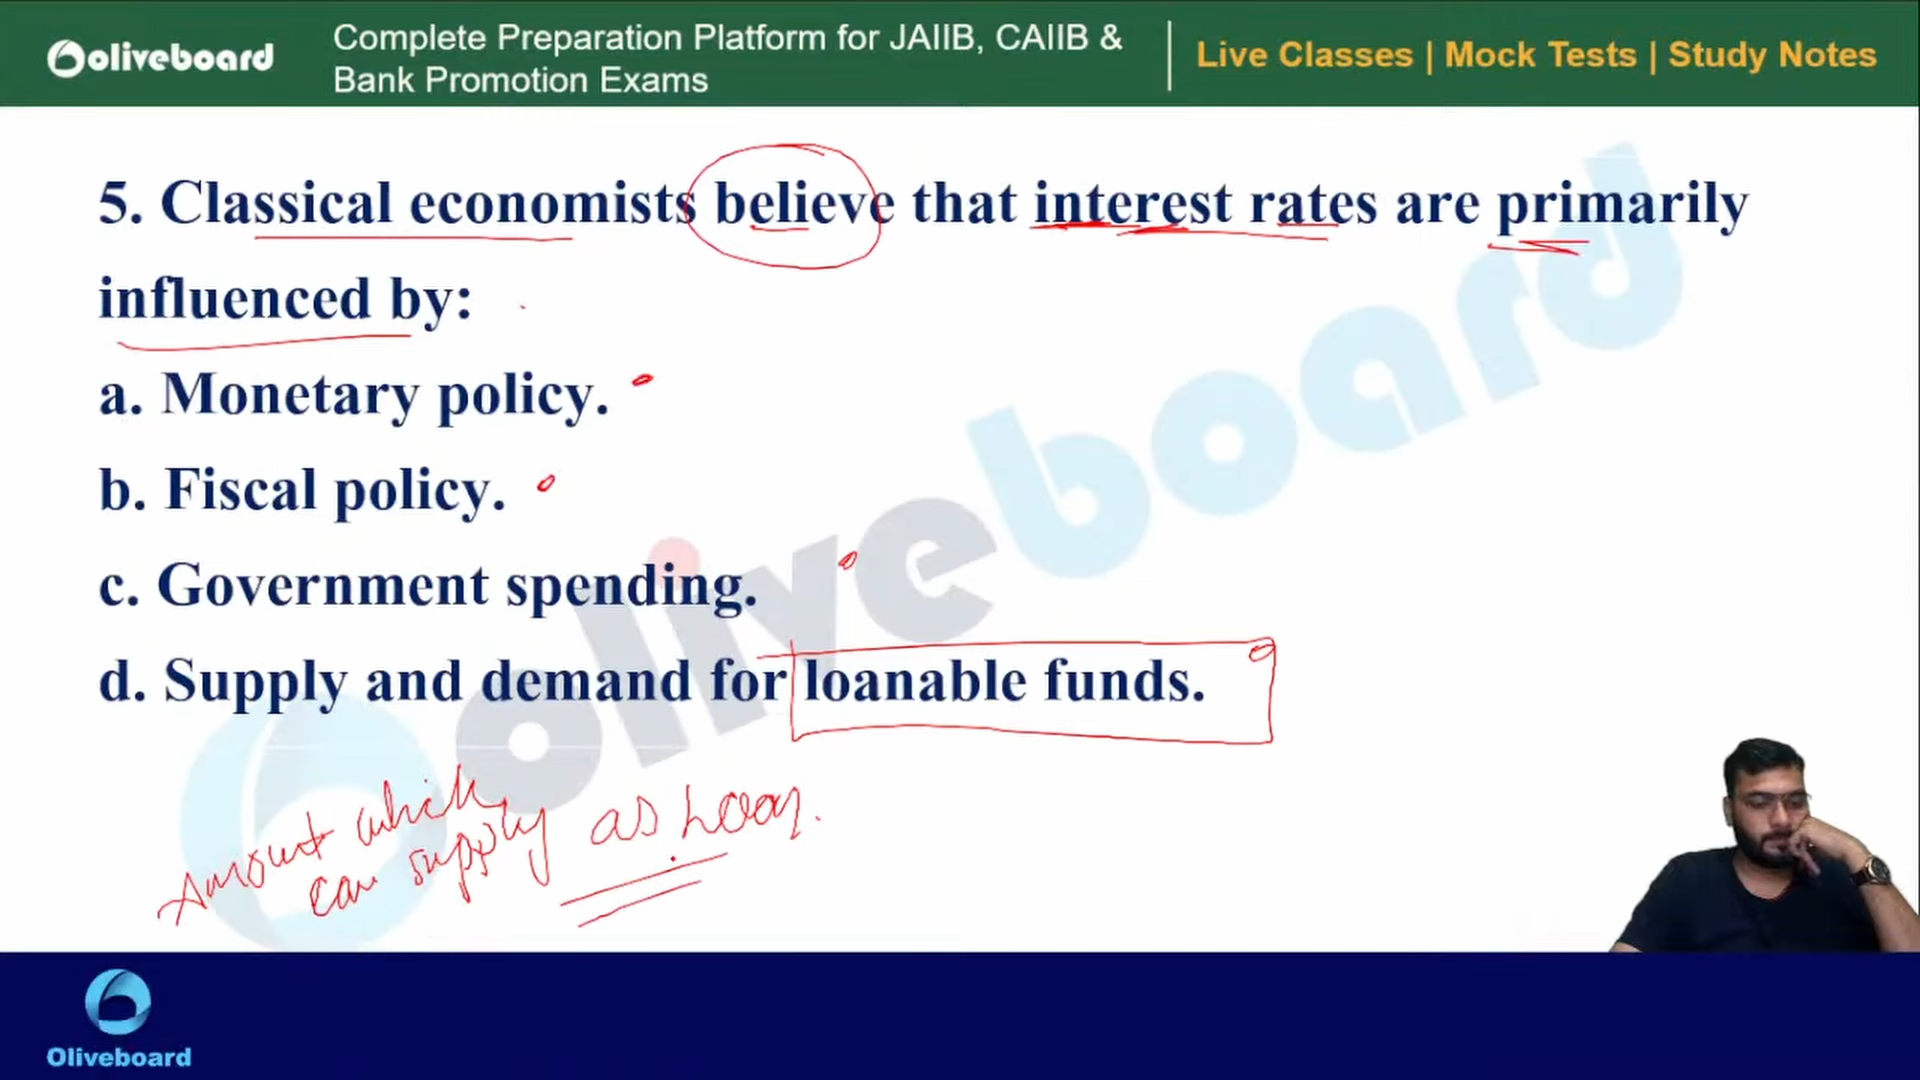 oliveboard
Complete Preparation Platform for JAIIB, CAIIB &
Bank Promotion Exams
Live Classes | Mock Tests | Study Notes
5. Classical economists believe that interest rates are primarily
influenced by:
a. Monetary policy.
b. Fiscal policy.
c. Government spending.
d. Supply and demand for loanable funds.
oliveboard
Amount which
can supply as Loan.
Oliveboard